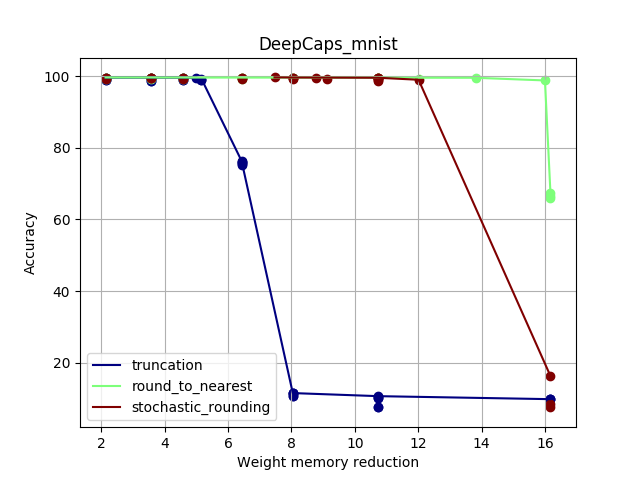 DeepCaps_mnist
Accuracy
100
80
60
40
20
truncation
round_to_nearest
stochastic_rounding
2 4 6 8 10 12 14 16
Weight memory reduction